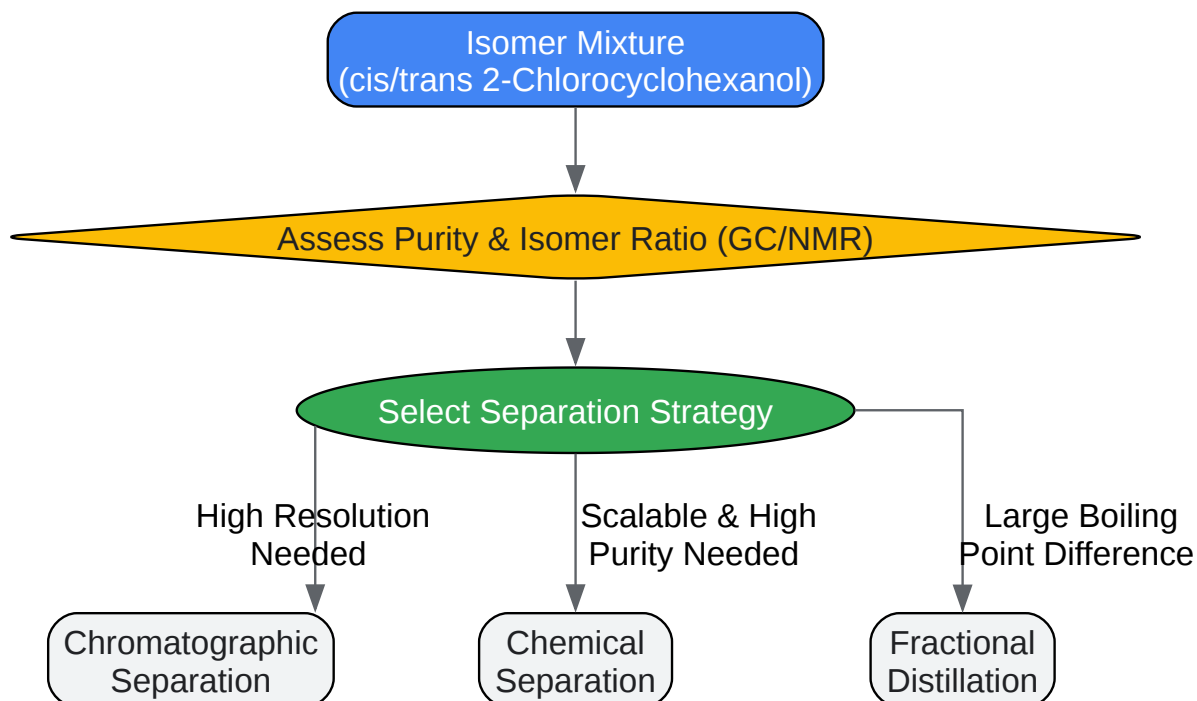 Isomer Mixture
(cis/trans 2-Chlorocyclohexanol)
Assess Purity & Isomer Ratio (GC/NMR)
Select Separation Strategy
High Resolution
Needed
Scalable & High
Purity Needed
Large Boiling
Point Difference
Chromatographic
Separation
Chemical
Separation
Fractional
Distillation